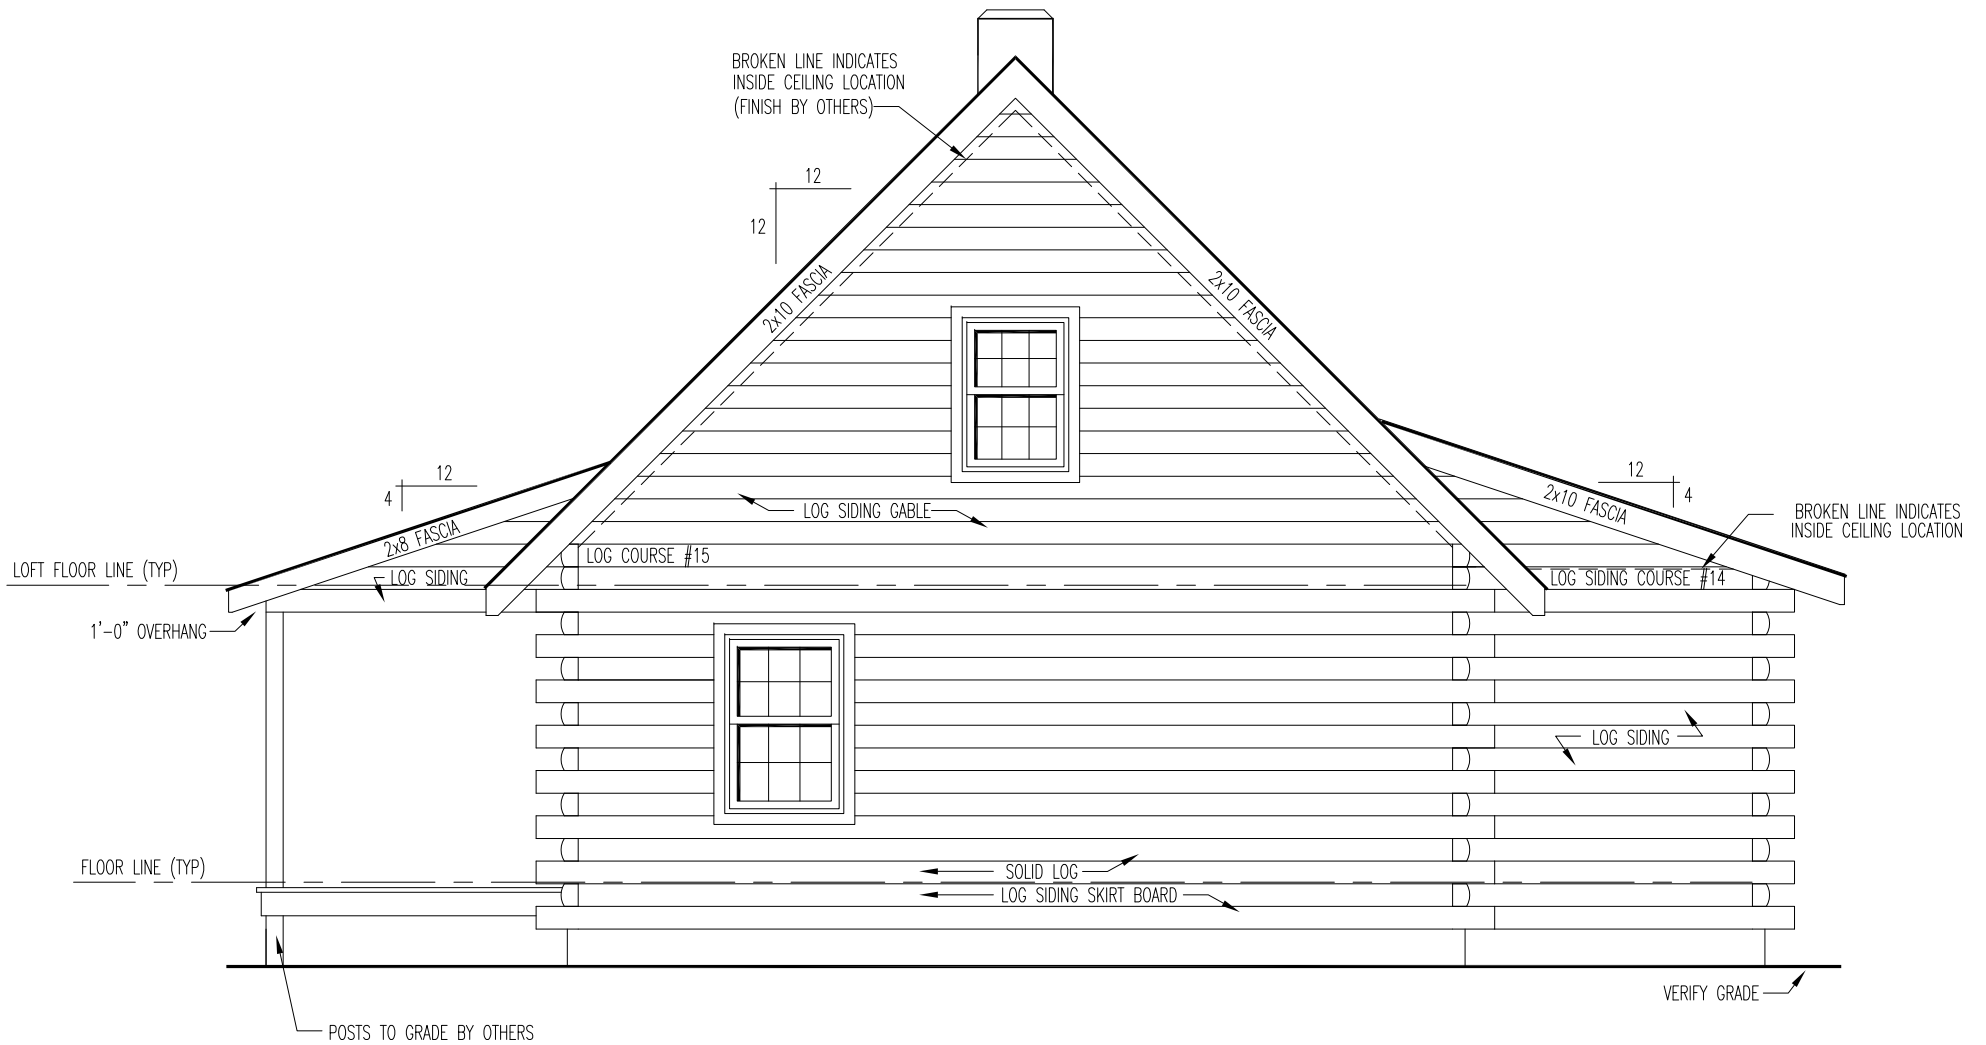 BROKEN LINE INDICATES
INSIDE CEILING LOCATION
(FINISH BY OTHERS)
12
12
2x10 FASCIA
2x10 FASCIA
12
4
2x8 FASCIA
12
4
2x10 FASCIA
BROKEN LINE INDICATES
INSIDE CEILING LOCATION
LOG SIDING GABLE
LOG COURSE #15
LOFT FLOOR LINE (TYP)
LOG SIDING
LOG SIDING COURSE #14
1'-0" OVERHANG
LOG SIDING
FLOOR LINE (TYP)
SOLID LOG
LOG SIDING SKIRT BOARD
VERIFY GRADE
POSTS TO GRADE BY OTHERS